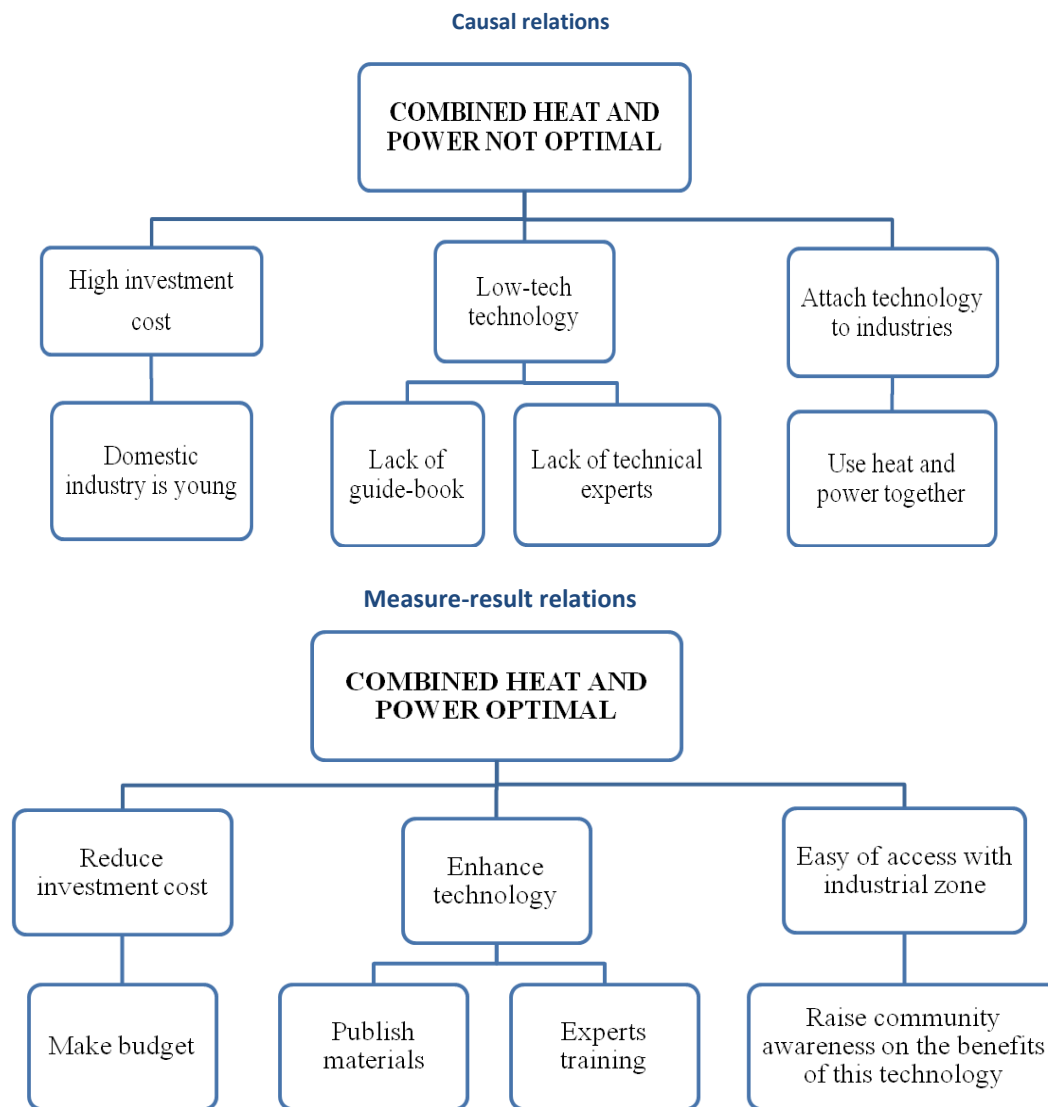 Causal relations
COMBINED HEAT AND
POWER NOT OPTIMAL
High investment
cost
Low-tech
technology
Attach technology
to industries
Domestic
industry is young
Lack of
guide-book
Lack of technical
experts
Use heat and
power together
Measure-result relations
COMBINED HEAT AND
POWER OPTIMAL
Reduce
investment cost
Enhance
technology
Easy of access with
industrial zone
Make budget
Publish
materials
Experts
training
Raise community
awareness on the benefits
of this technology